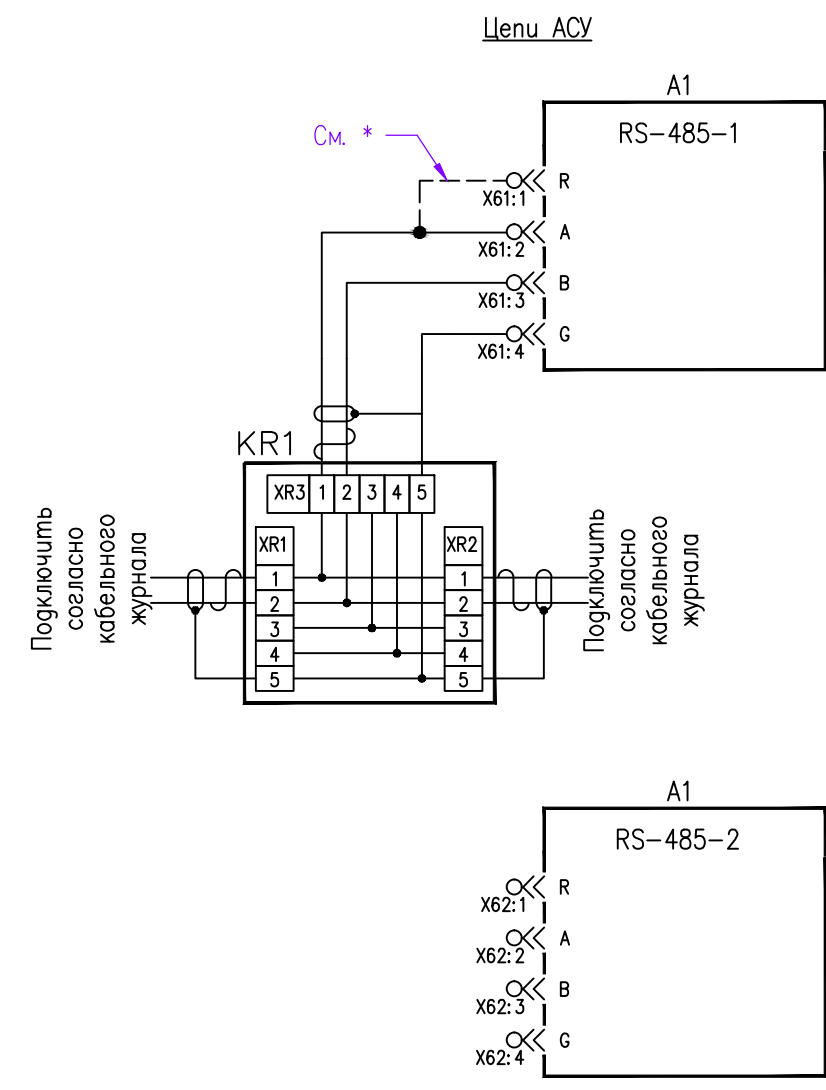 Цепи АСУ
A1
RS-485-1
См. *
R
X61:1
A
X61:2
B
X61:3
G
X61:4
KR1
XR3 1 2 3 4 5
XR1
1
2
3
4
5
XR2
1
2
3
4
5
Подключить
согласно
кабельного
журнала
Подключить
согласно
кабельного
журнала
A1
RS-485-2
R
X62:1
A
X62:2
B
X62:3
G
X62:4